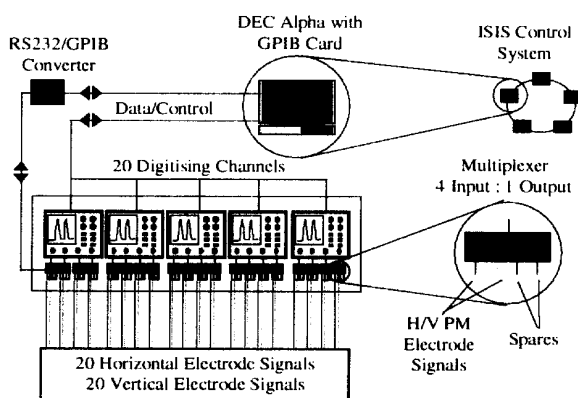 DEC Alpha with
GPIB Card
RS232/GPIB
Converter
ISIS Control
System
Data/Control
20 Digitising Channels
Multiplexer
4 Input : 1 Output
H/V PM
Electrode
Signals
Spares
20 Horizontal Electrode Signals
20 Vertical Electrode Signals